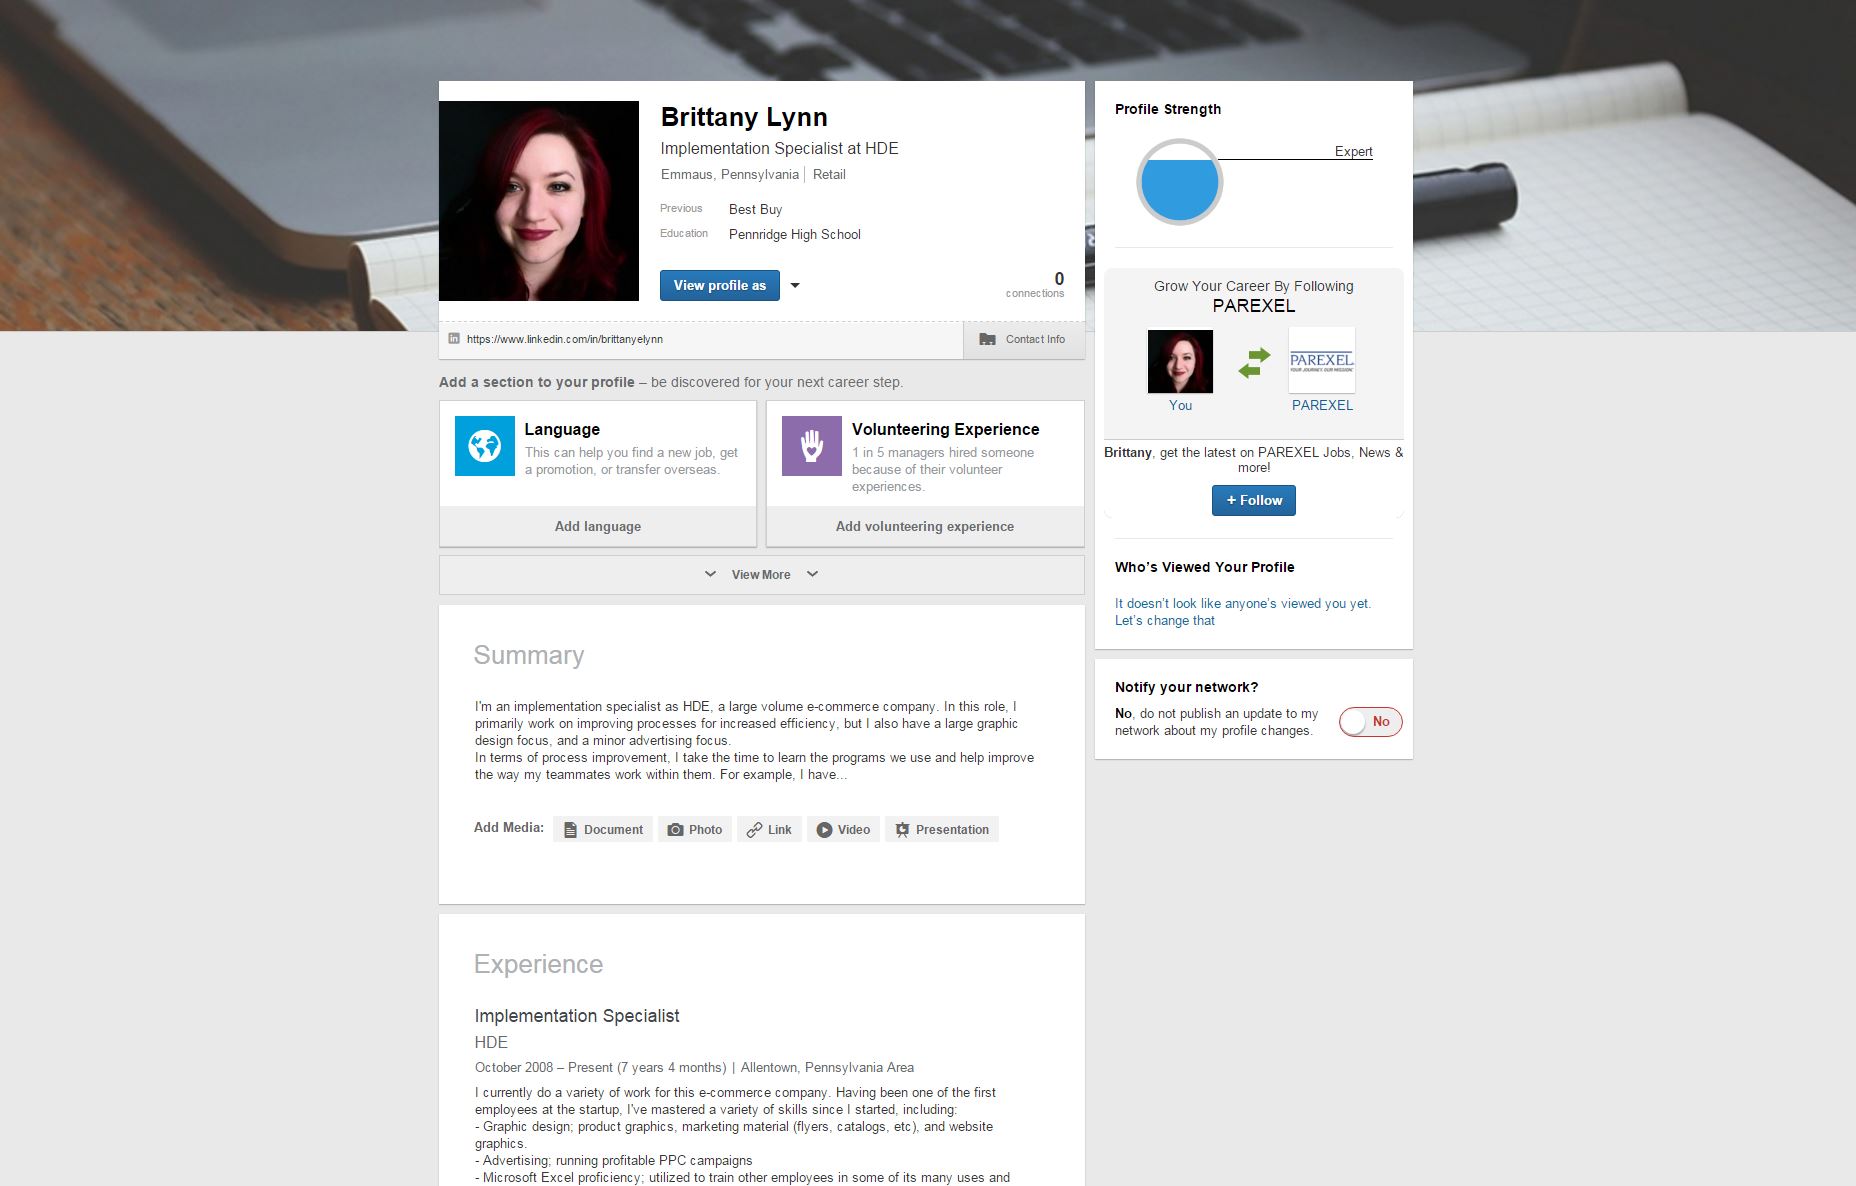 Brittany Lynn
Implementation Specialist at HDE
Emmaus, Pennsylvania | Retail
Previous Best Buy
Education Pennridge High School
View profile as
0
connections
https://www.linkedin.com/in/brittanyelynn
Contact Info
Add a section to your profile – be discovered for your next career step.
Language
This can help you find a new job, get
a promotion, or transfer overseas.
Add language
Volunteering Experience
1 in 5 managers hired someone
because of their volunteer
experiences.
Add volunteering experience
View More
Summary
I'm an implementation specialist as HDE, a large volume e-commerce company. In this role, I
primarily work on improving processes for increased efficiency, but I also have a large graphic
design focus, and a minor advertising focus.
In terms of process improvement, I take the time to learn the programs we use and help improve
the way my teammates work within them. For example, I have...
Add Media: Document Photo Link Video Presentation
Experience
Implementation Specialist
HDE
October 2008 – Present (7 years 4 months) | Allentown, Pennsylvania Area
I currently do a variety of work for this e-commerce company. Having been one of the first
employees at the startup, I've mastered a variety of skills since I started, including:
- Graphic design; product graphics, marketing material (flyers, catalogs, etc), and website
graphics.
- Advertising; running profitable PPC campaigns
- Microsoft Excel proficiency; utilized to train other employees in some of its many uses and
Profile Strength
Expert
Grow Your Career By Following
PAREXEL
PAREXEL
YOUR JOURNEY. OUR MISSION.
You
PAREXEL
Brittany, get the latest on PAREXEL Jobs, News &
more!
+ Follow
Who's Viewed Your Profile
It doesn't look like anyone's viewed you yet.
Let's change that
Notify your network?
No, do not publish an update to my
network about my profile changes.
No